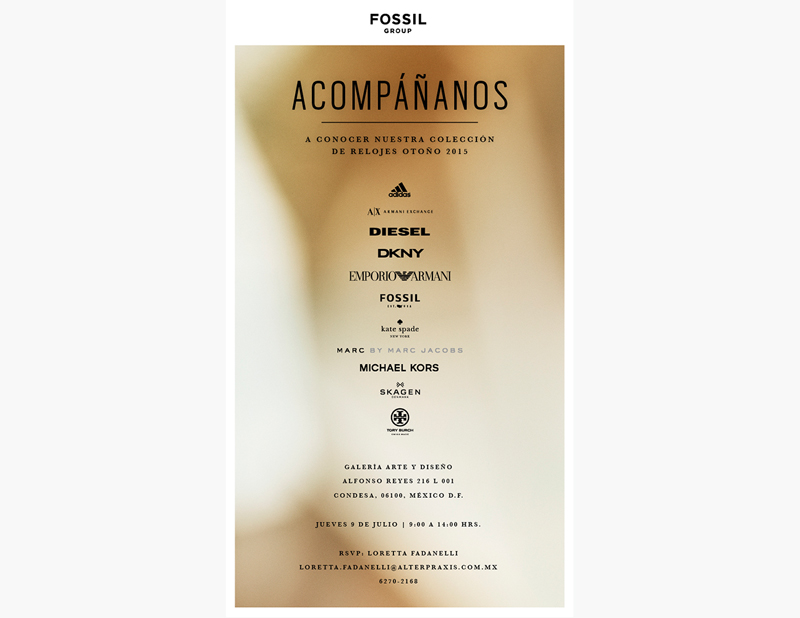 FOSSIL
GROUP
ACOMPÁÑANOS
A CONOCER NUESTRA COLECCIÓN
DE RELOJES OTOÑO 2015
adidas
A|X ARMANI EXCHANGE
DIESEL
DKNY
EMPORIO ARMANI
FOSSIL
kate spade
NEW YORK
MARC BY MARC JACOBS
MICHAEL KORS
SKAGEN
DENMARK
TORY BURCH
GALERÍA ARTE Y DISEÑO
ALFONSO REYES 216 L 001
CONDESA, 06100, MÉXICO D.F.
JUEVES 9 DE JULIO | 9:00 A 14:00 HRS.
RSVP: LORETTA FADANELLI
LORETTA.FADANELLI@ALTERPRAXIS.COM.MX
6270-2168